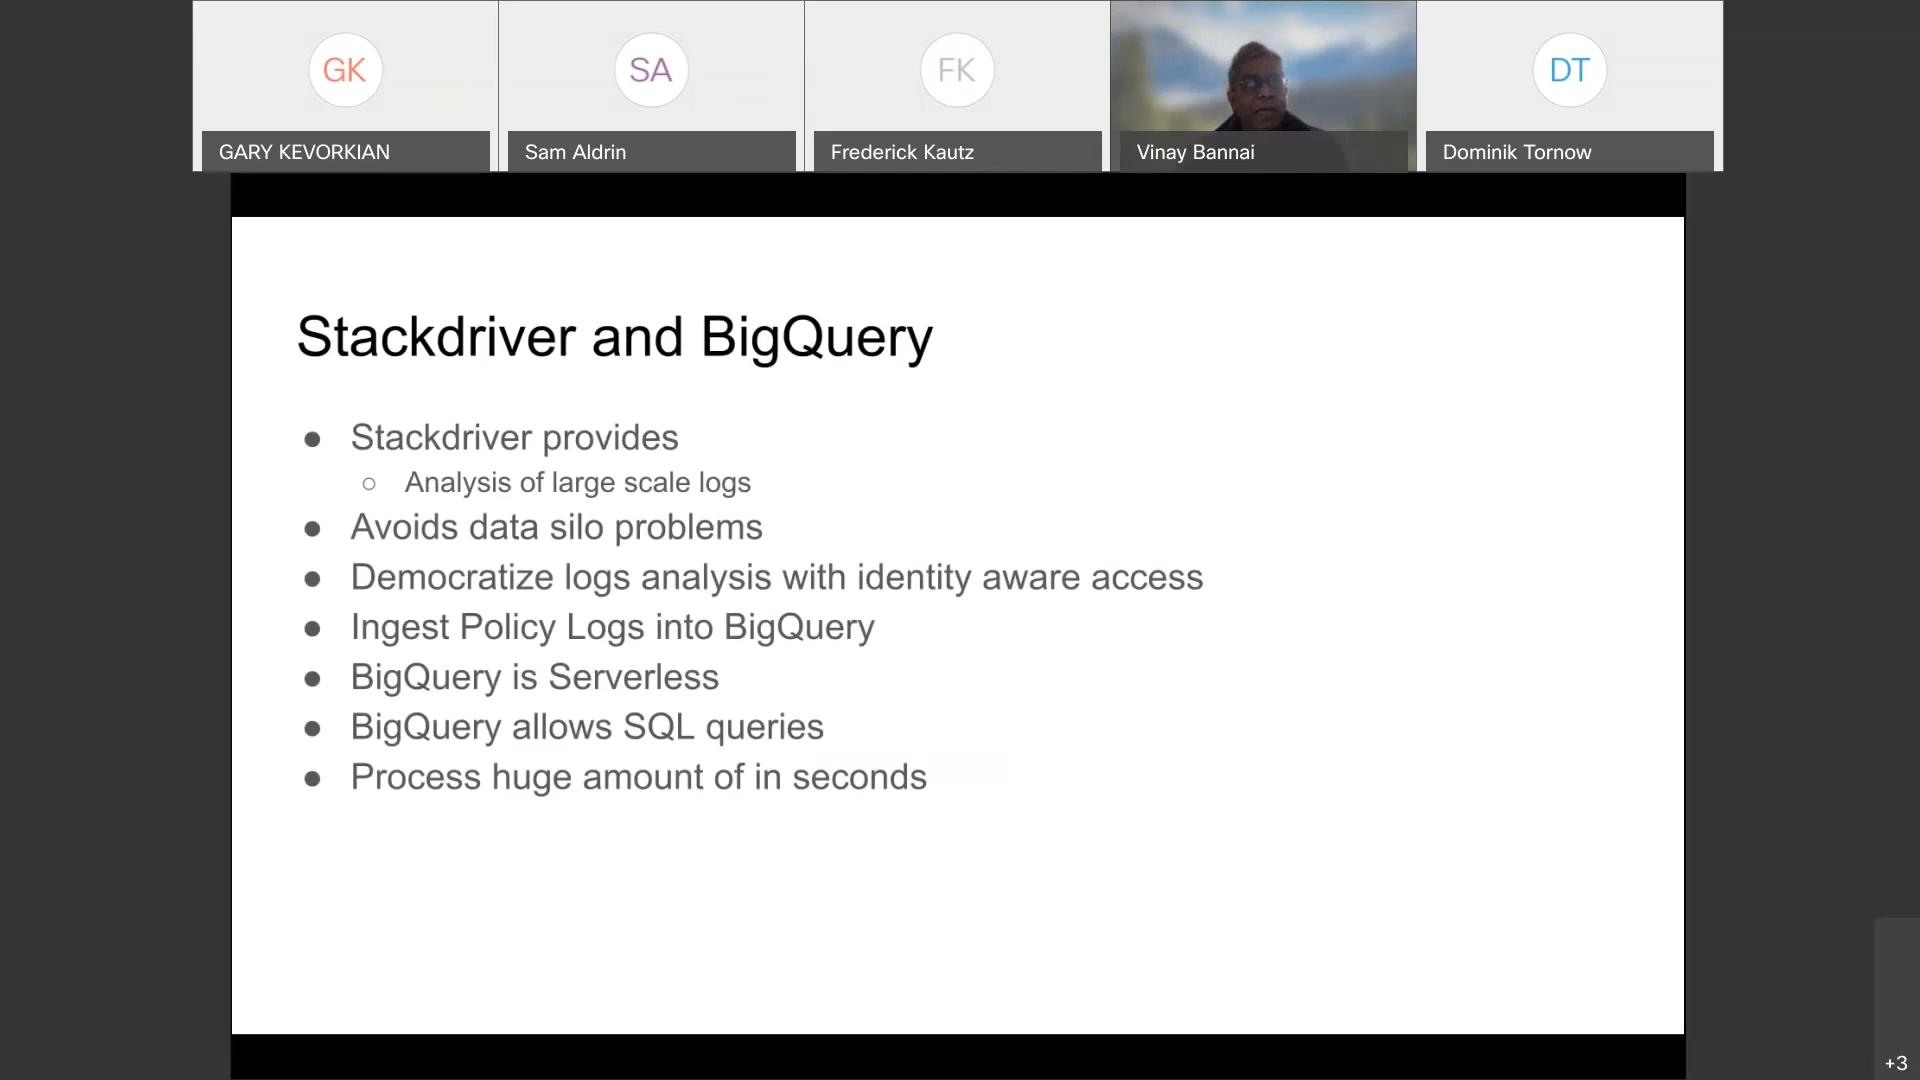 GK
SA
FK
DT
GARY KEVORKIAN
Sam Aldrin
Frederick Kautz
Vinay Bannai
Dominik Tornow
Stackdriver and BigQuery
● Stackdriver provides
○ Analysis of large scale logs
● Avoids data silo problems
● Democratize logs analysis with identity aware access
● Ingest Policy Logs into BigQuery
● BigQuery is Serverless
● BigQuery allows SQL queries
● Process huge amount of in seconds
+3